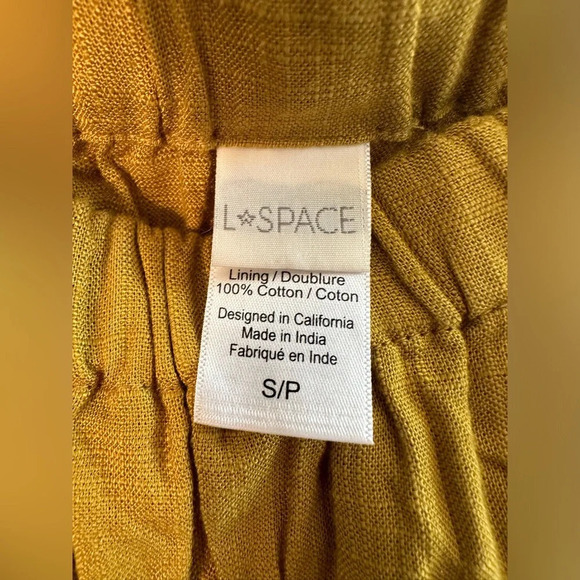 L☆SPACE
Lining / Doublure
100% Cotton / Coton
Designed in California
Made in India
Fabriqué en Inde
S/P